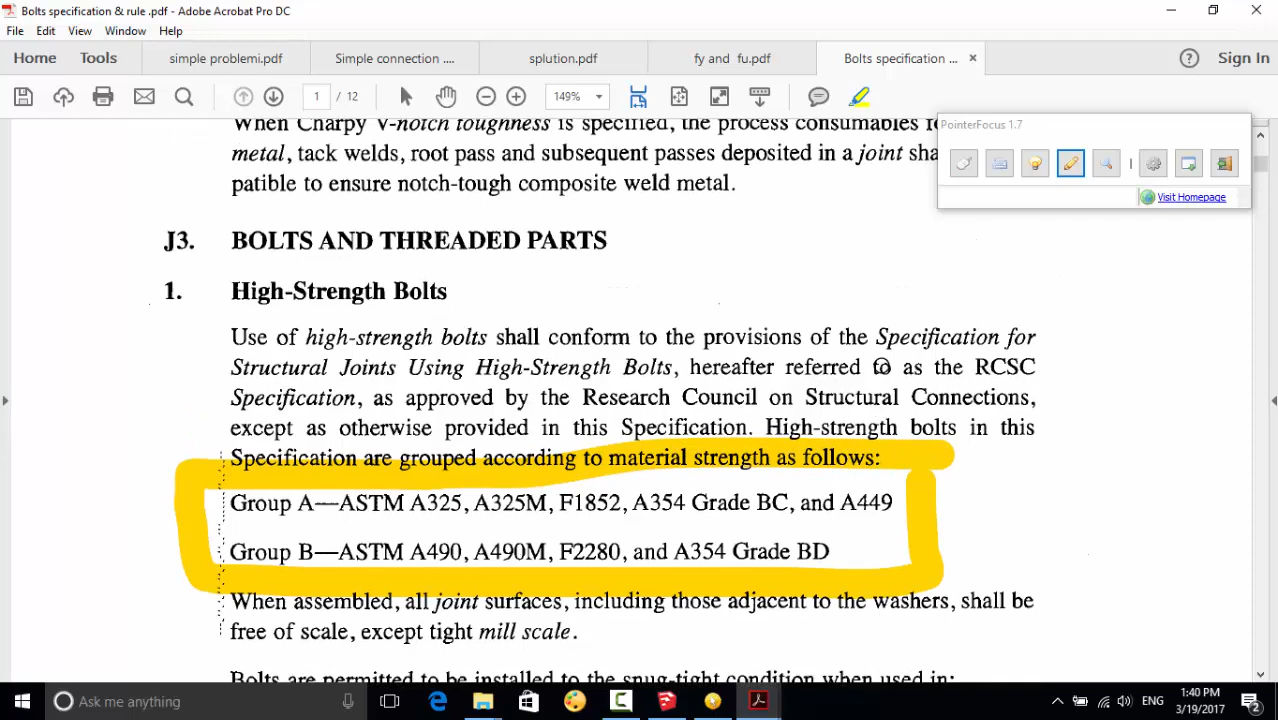 Bolts specification & rule .pdf - Adobe Acrobat Pro DC
File Edit View Window Help
Home Tools simple problemi.pdf Simple connection .... splution.pdf fy and fu.pdf Bolts specification ... × Sign In
1 / 12 149%
PointerFocus 1.7
Visit Homepage
When Charpy V-notch toughness is specified, the process consumables
metal, tack welds, root pass and subsequent passes deposited in a joint
patible to ensure notch-tough composite weld metal.
J3. BOLTS AND THREADED PARTS
1. High-Strength Bolts
Use of high-strength bolts shall conform to the provisions of the Specification for
Structural Joints Using High-Strength Bolts, hereafter referred to as the RCSC
Specification, as approved by the Research Council on Structural Connections,
except as otherwise provided in this Specification. High-strength bolts in this
Specification are grouped according to material strength as follows:
Group A—ASTM A325, A325M, F1852, A354 Grade BC, and A449
Group B—ASTM A490, A490M, F2280, and A354 Grade BD
When assembled, all joint surfaces, including those adjacent to the washers, shall be
free of scale, except tight mill scale.
Bolts are permitted to be installed to the snug-tight condition when used in:
Ask me anything
ENG
1:40 PM
3/19/2017
2